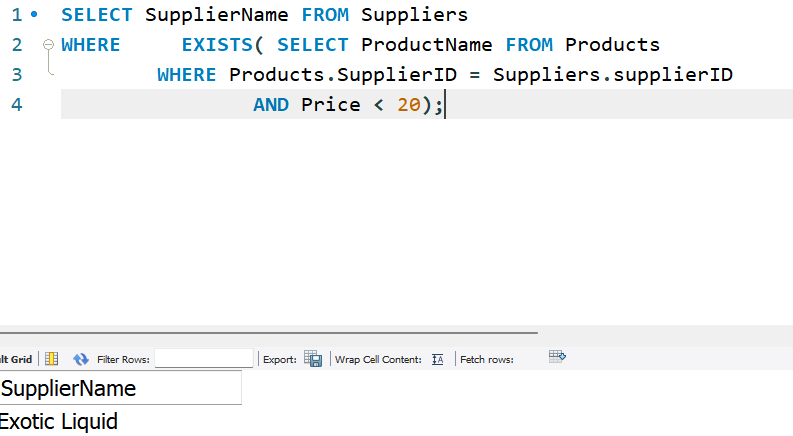 1 SELECT SupplierName FROM Suppliers
2 WHERE EXISTS( SELECT ProductName FROM Products
3 WHERE Products.SupplierID = Suppliers.supplierID
4 AND Price < 20);
lt Grid Filter Rows: Export: Wrap Cell Content: IA Fetch rows:
SupplierName
Exotic Liquid